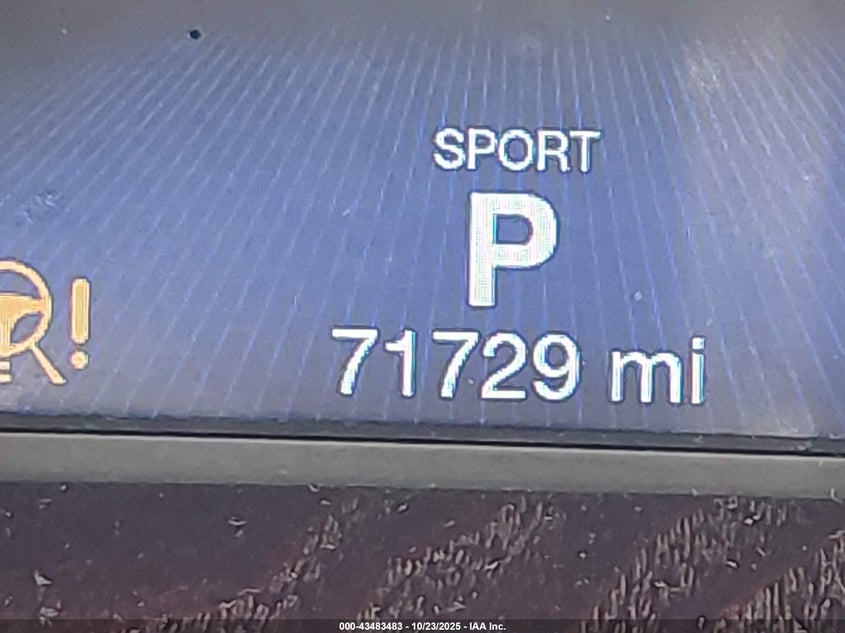 SPORT
P
71729 mi
000-43483483 - 10/23/2025 - IAA Inc.